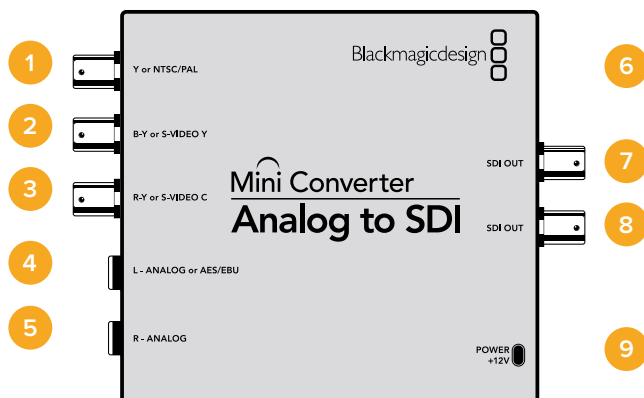 1
Y or NTSC/PAL
Blackmagicdesign
6
2
B-Y or S-VIDEO Y
SDI OUT
7
3
R-Y or S-VIDEO C
Mini Converter
Analog to SDI
SDI OUT
8
4
L - ANALOG or AES/EBU
5
R - ANALOG
POWER
+12V
9